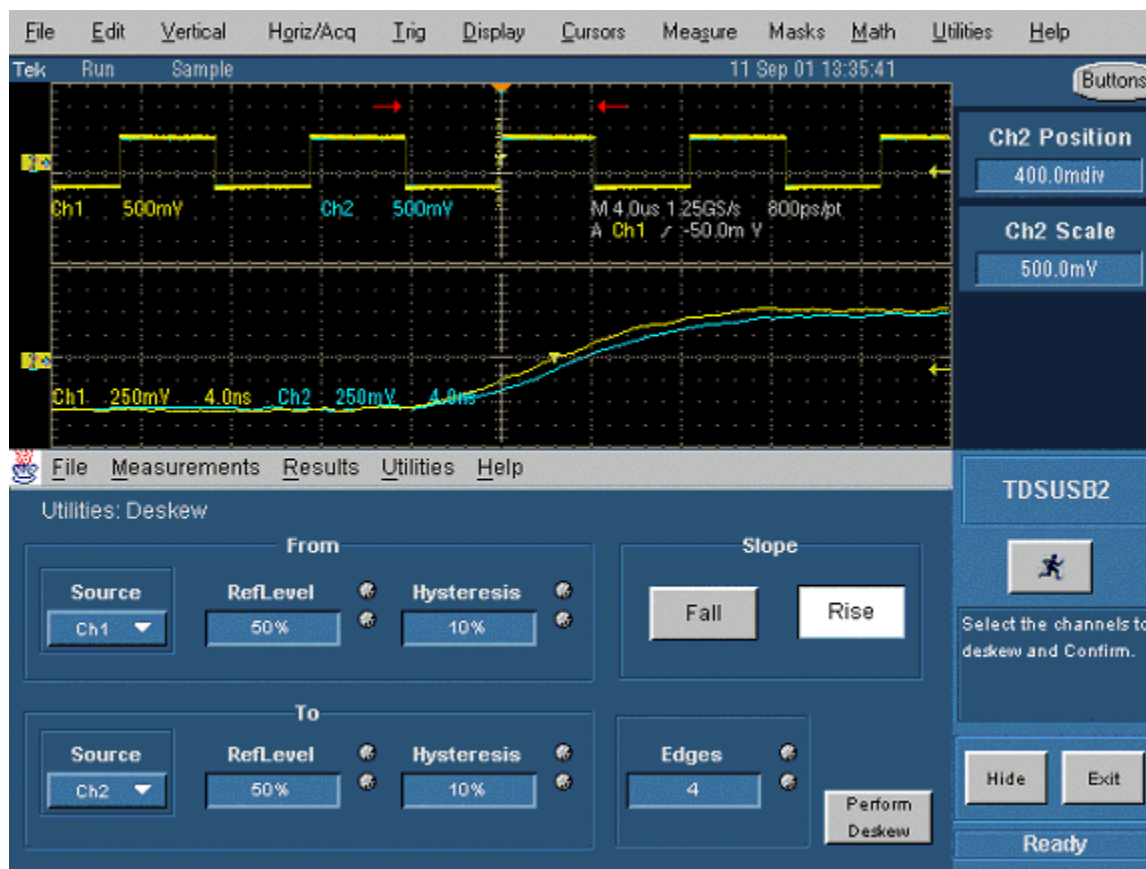 File Edit Vertical Horiz/Acq Trig Display Cursors Measure Masks Math Utilities Help
Tek Run Sample 11 Sep 01 13:35:41
Buttons
Ch2 Position
400.0mdiv
Ch2 Scale
500.0mV
Ch1 500mV Ch2 500mV M 4.0us 1.25GS/s 800ps/pt
A Ch1 -50.0m V
Ch1 250mV 4.0ns Ch2 250mV 4.0ns
File Measurements Results Utilities Help
TDSUSB2
Utilities: Deskew
From
Source RefLevel Hysteresis
Ch1 50% 10%
Slope
Fall Rise
Select the channels to
deskew and Confirm.
To
Source RefLevel Hysteresis
Ch2 50% 10%
Edges
4
Perform
Deskew
Hide Exit
Ready